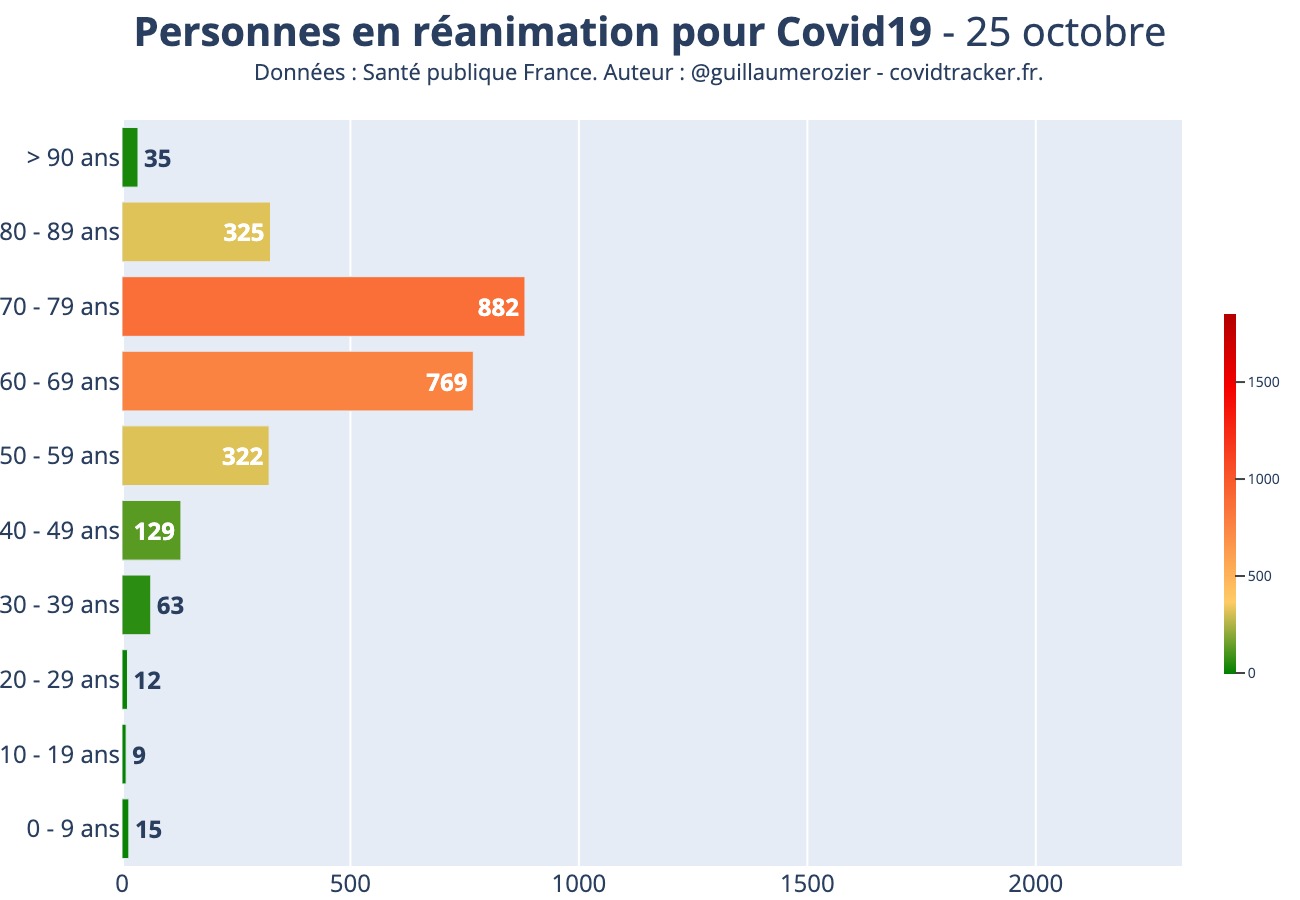 Personnes en réanimation pour Covid19 - 25 octobre
Données : Santé publique France. Auteur : @guillaumerozier - covidtracker.fr.
> 90 ans 35
80 - 89 ans 325
70 - 79 ans 882
60 - 69 ans 769
50 - 59 ans 322
40 - 49 ans 129
30 - 39 ans 63
20 - 29 ans 12
10 - 19 ans 9
0 - 9 ans 15
0 500 1000 1500 2000
1500
1000
500
0